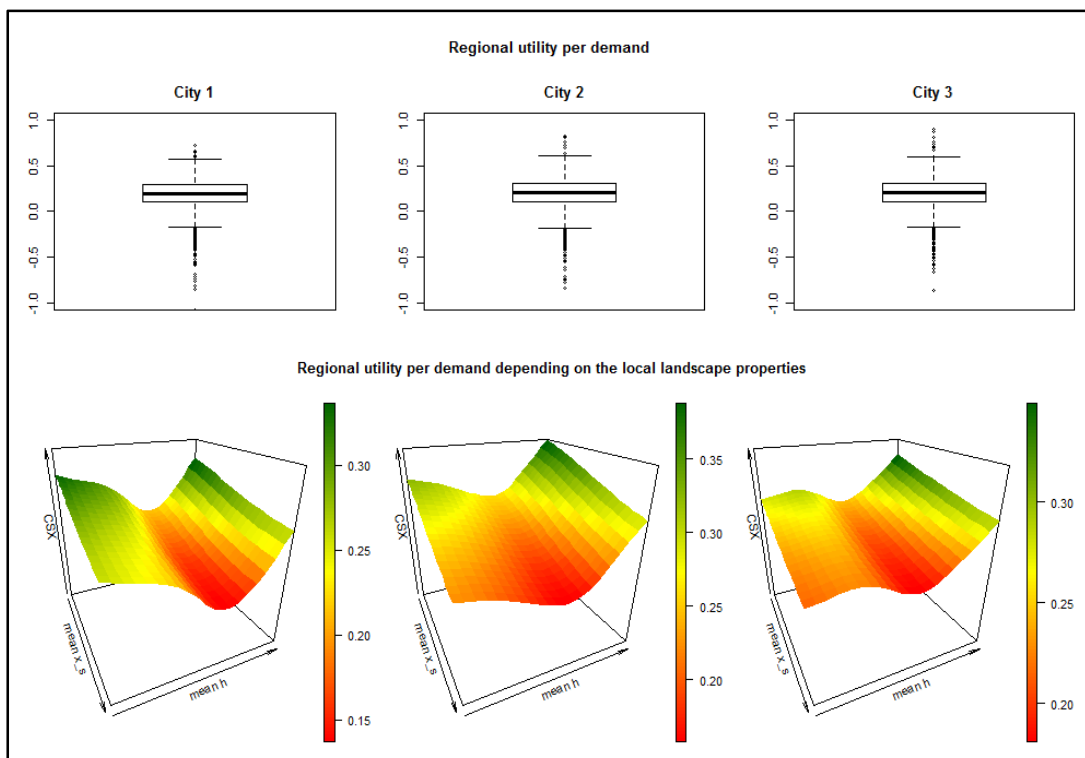 Regional utility per demand
City 1
City 2
City 3
1.0
0.5
0.0
-0.5
-1.0
1.0
0.5
0.0
-0.5
-1.0
1.0
0.5
0.0
-0.5
-1.0
Regional utility per demand depending on the local landscape properties
CSX
mean x_s
mean h
0.30
0.25
0.20
0.15
CSX
mean x_s
mean h
0.35
0.30
0.25
0.20
CSX
mean x_s
mean h
0.30
0.25
0.20